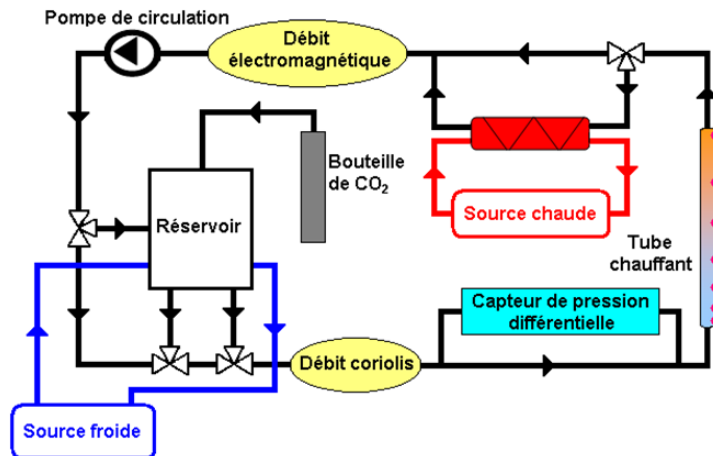 Pompe de circulation
Débit
électromagnétique
Bouteille
de CO₂
Réservoir
Source chaude
Tube
chauffant
Capteur de pression
différentielle
Débit coriolis
Source froide